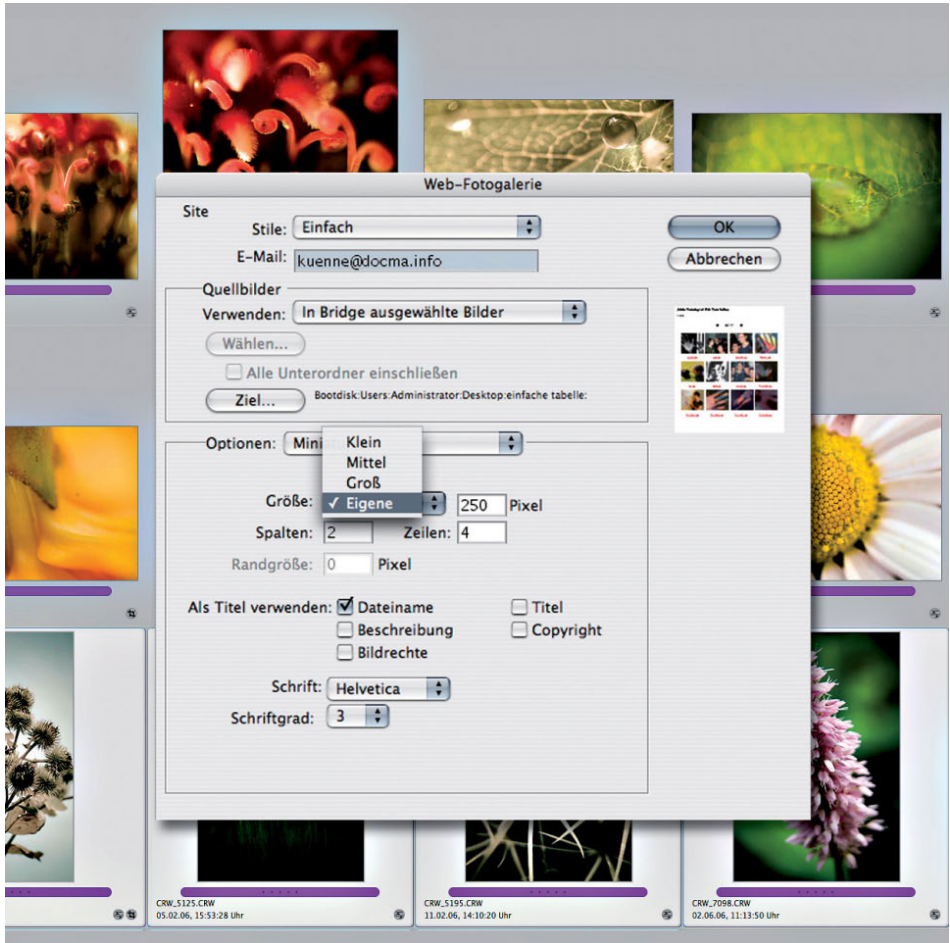 Web-Fotogalerie
Site
Stile: Einfach
OK
E-Mail: kuenne@docma.info
Abbrechen
Quellbilder
Verwenden: In Bridge ausgewählte Bilder
Wählen...
Alle Unterordner einschließen
Ziel... Bootdisk:Users:Administrator:Desktop:einfache tabelle:
Optionen: Mini
Klein
Mittel
Groß
Größe: ✓ Eigene 250 Pixel
Spalten: 2 Zeilen: 4
Randgröße: 0 Pixel
Als Titel verwenden: Dateiname Titel
Beschreibung Copyright
Bildrechte
Schrift: Helvetica
Schriftgrad: 3
CRW_5125.CRW
05.02.06, 15:53:28 Uhr
CRW_5195.CRW
11.02.06, 14:10:20 Uhr
CRW_7098.CRW
02.06.06, 11:13:50 Uhr